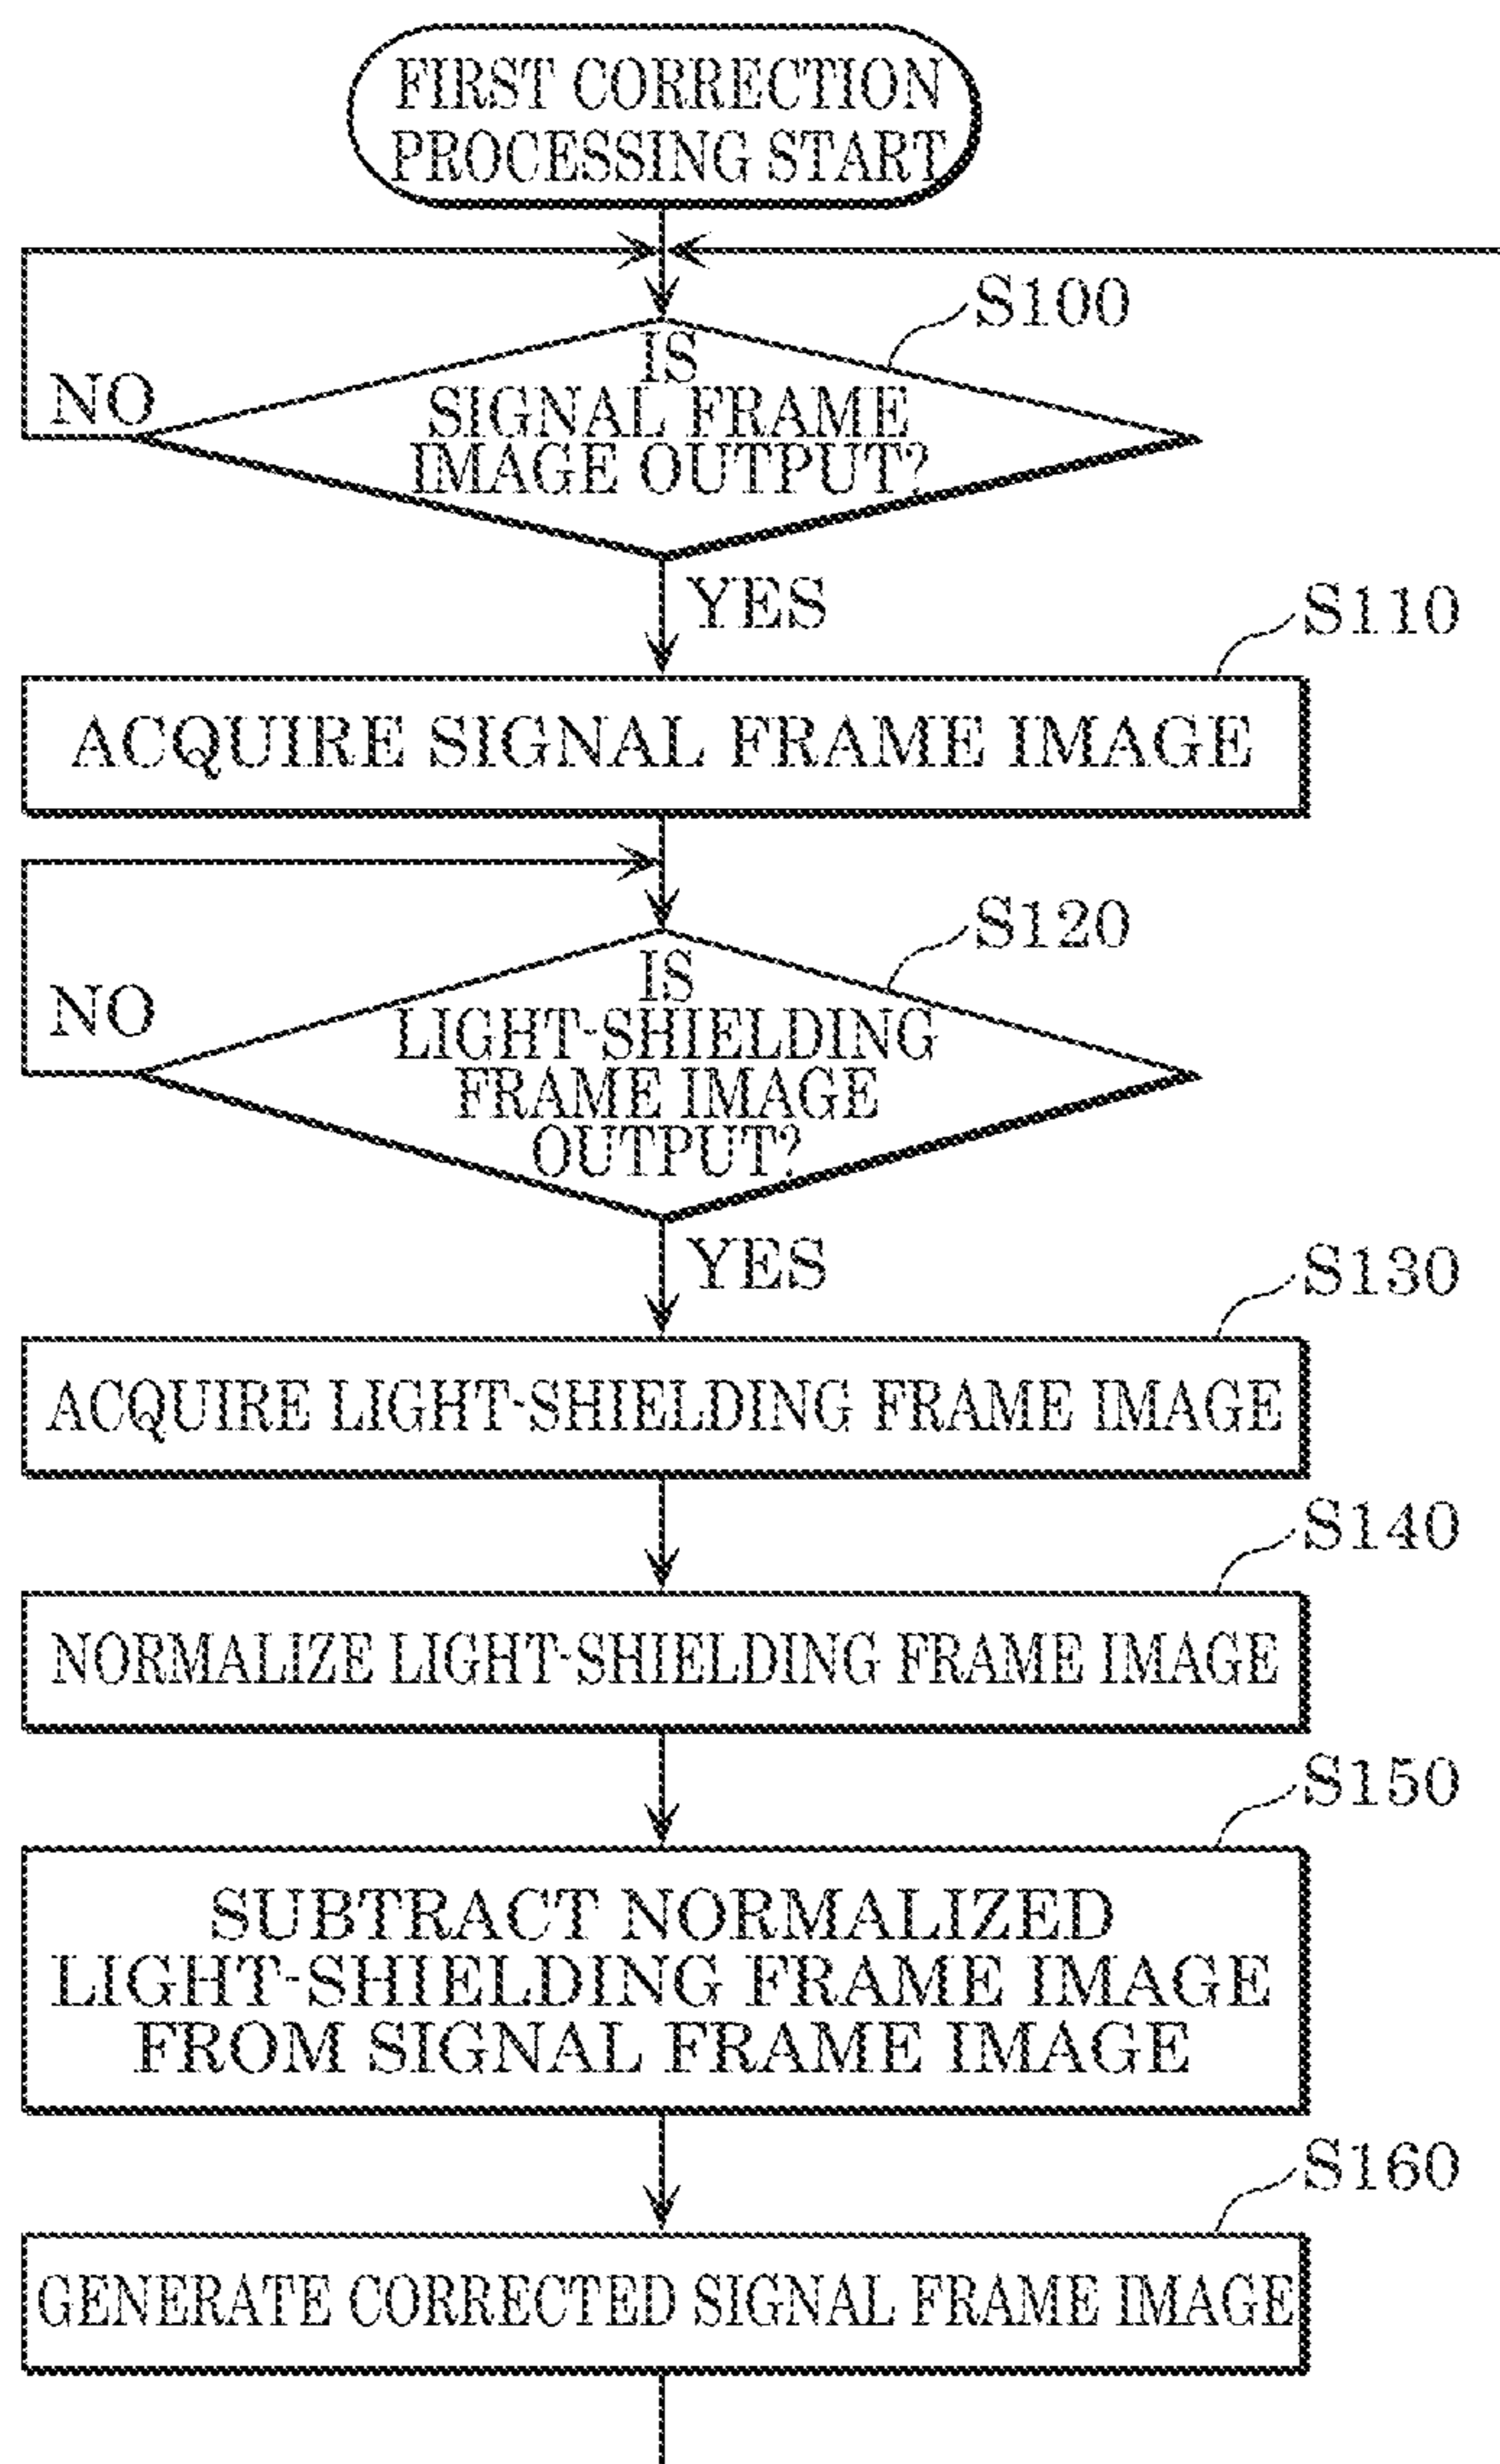 FIRST CORRECTION
PROCESSING START
S100
IS
SIGNAL FRAME
IMAGE OUTPUT?
NO
YES
S110
ACQUIRE SIGNAL FRAME IMAGE
S120
IS
LIGHT-SHIELDING
FRAME IMAGE
OUTPUT?
NO
YES
S130
ACQUIRE LIGHT-SHIELDING FRAME IMAGE
S140
NORMALIZE LIGHT-SHIELDING FRAME IMAGE
S150
SUBTRACT NORMALIZED
LIGHT-SHIELDING FRAME IMAGE
FROM SIGNAL FRAME IMAGE
S160
GENERATE CORRECTED SIGNAL FRAME IMAGE